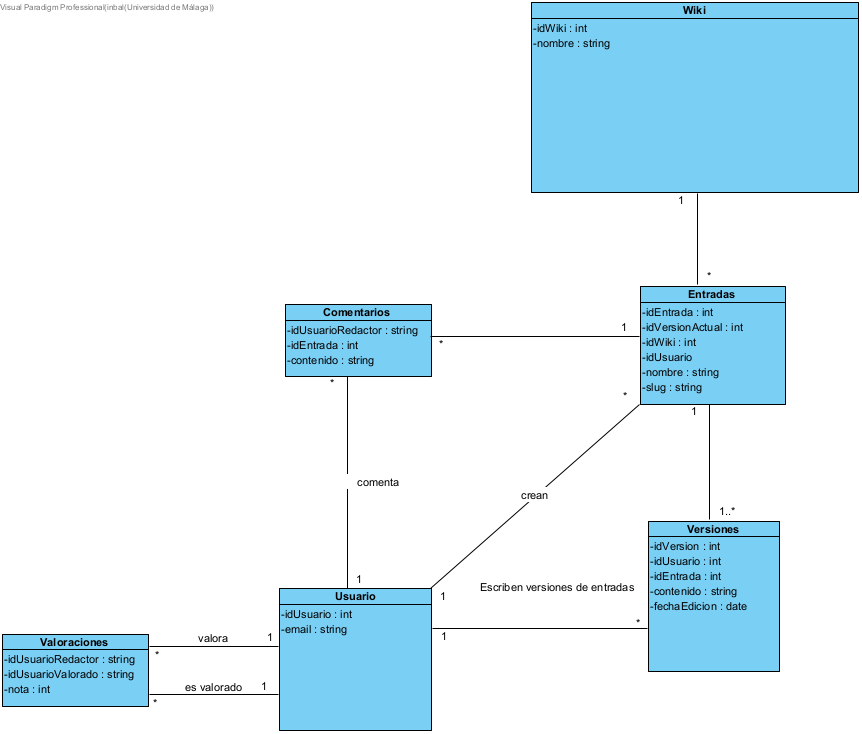 Visual Paradigm Professional(inbal(Universidad de Málaga))
Wiki
-idWiki : int
-nombre : string
1
*
Entradas
-idEntrada : int
-idVersionActual : int
-idWiki : int
-idUsuario
-nombre : string
-slug : string
Comentarios
-idUsuarioRedactor : string
-idEntrada : int
-contenido : string
1
*
*
*
1
comenta
crean
1..*
Versiones
-idVersion : int
-idUsuario : int
-idEntrada : int
-contenido : string
-fechaEdicion : date
1
Escriben versiones de entradas
Usuario
-idUsuario : int
-email : string
1
*
1
Valoraciones
-idUsuarioRedactor : string
-idUsuarioValorado : string
-nota : int
valora
1
*
es valorado
1
*